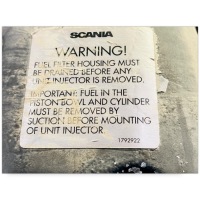 SCANIA
WARNING!
FUEL FILTER HOUSING MUST
BE DRAINED BEFORE ANY
UNIT INJECTOR IS REMOVED.
IMPORTANT: FUEL IN THE
PISTON BOWL AND CYLINDER
MUST BE REMOVED BY
SUCTION BEFORE MOUNTING
OF UNIT INJECTOR.
1792922